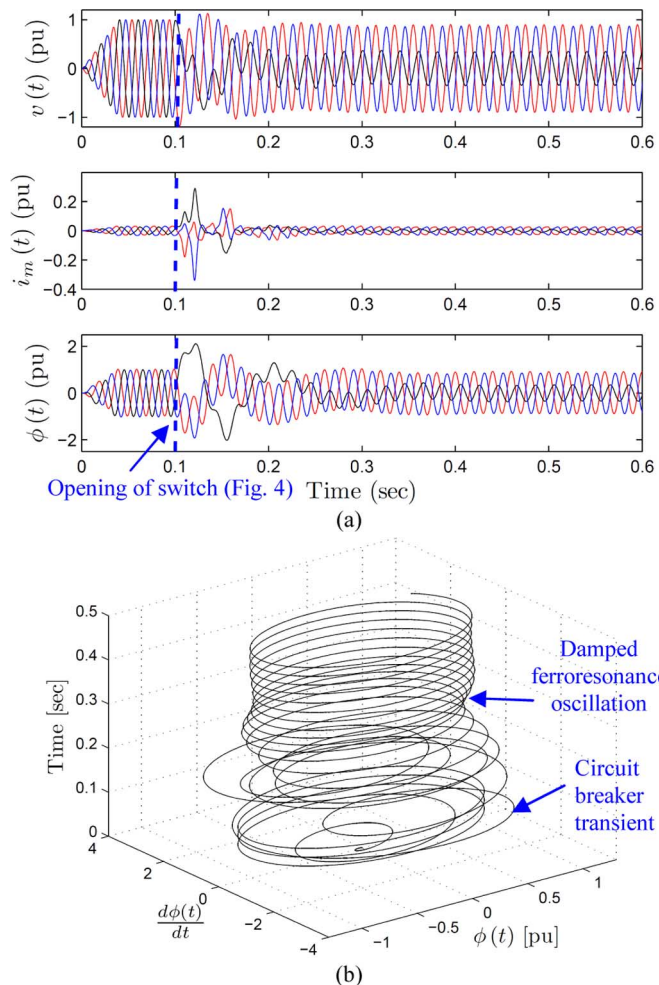 v(t) (pu)
1
0
−1
0 0.1 0.2 0.3 0.4 0.5 0.6
i_m(t) (pu)
0.2
0
−0.2
−0.4
0 0.1 0.2 0.3 0.4 0.5 0.6
ϕ(t) (pu)
2
0
−2
0 0.1 0.2 0.3 0.4 0.5 0.6
Opening of switch (Fig. 4) Time (sec)
(a)
Time [sec]
0.5
0.4
0.3
0.2
0.1
0
Damped
ferroresonance
oscillation
Circuit
breaker
transient
4 2 0 −2 −4
dϕ(t)
dt
−1 −0.5 0 0.5 1
ϕ(t) [pu]
(b)